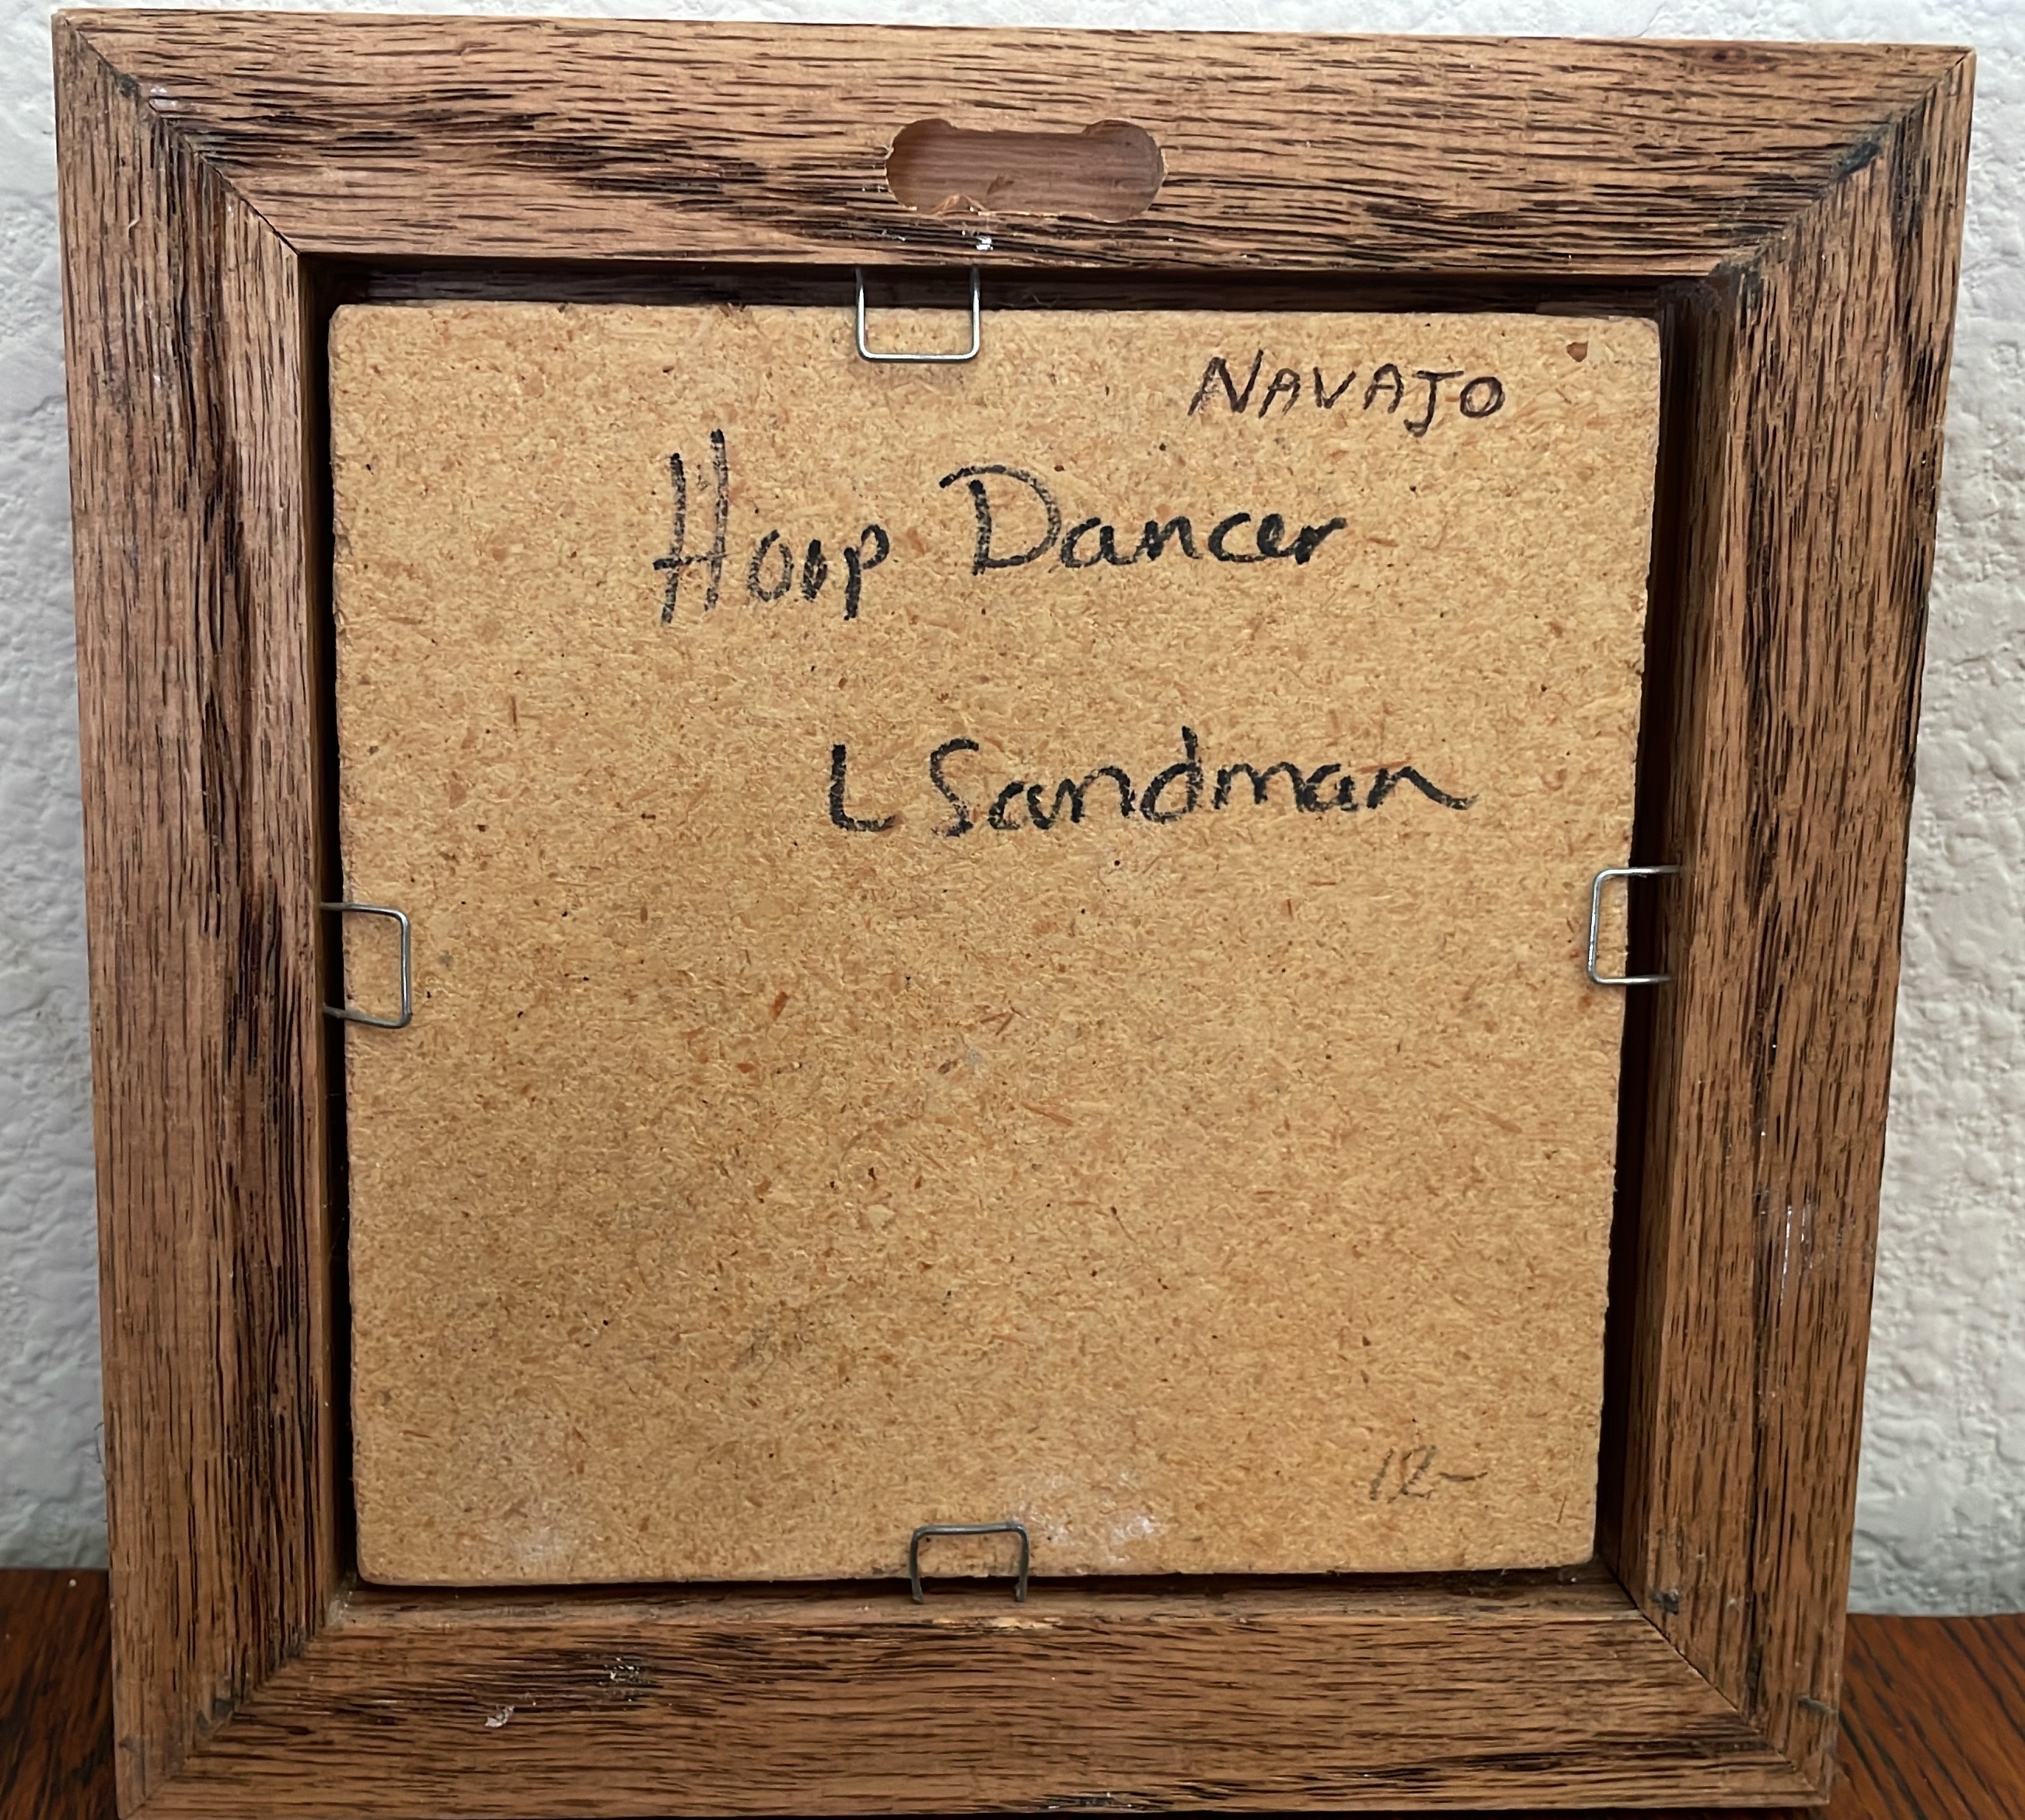 NAVAJO
Hoop Dancer
L Sandman
12-